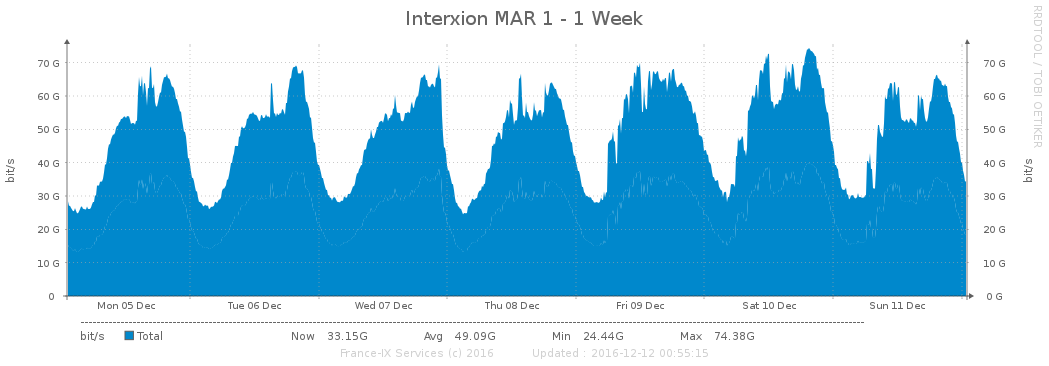 Interxion MAR 1 - 1 Week
RRDTOOL / TOBI OETIKER
bit/s
70 G 70 G
60 G 60 G
50 G 50 G
40 G 40 G
30 G 30 G
20 G 20 G
10 G 10 G
0 0 G
bit/s
Mon 05 Dec Tue 06 Dec Wed 07 Dec Thu 08 Dec Fri 09 Dec Sat 10 Dec Sun 11 Dec
bit/s Total Now 33.15G Avg 49.09G Min 24.44G Max 74.38G
France-IX Services (c) 2016 Updated : 2016-12-12 00:55:15